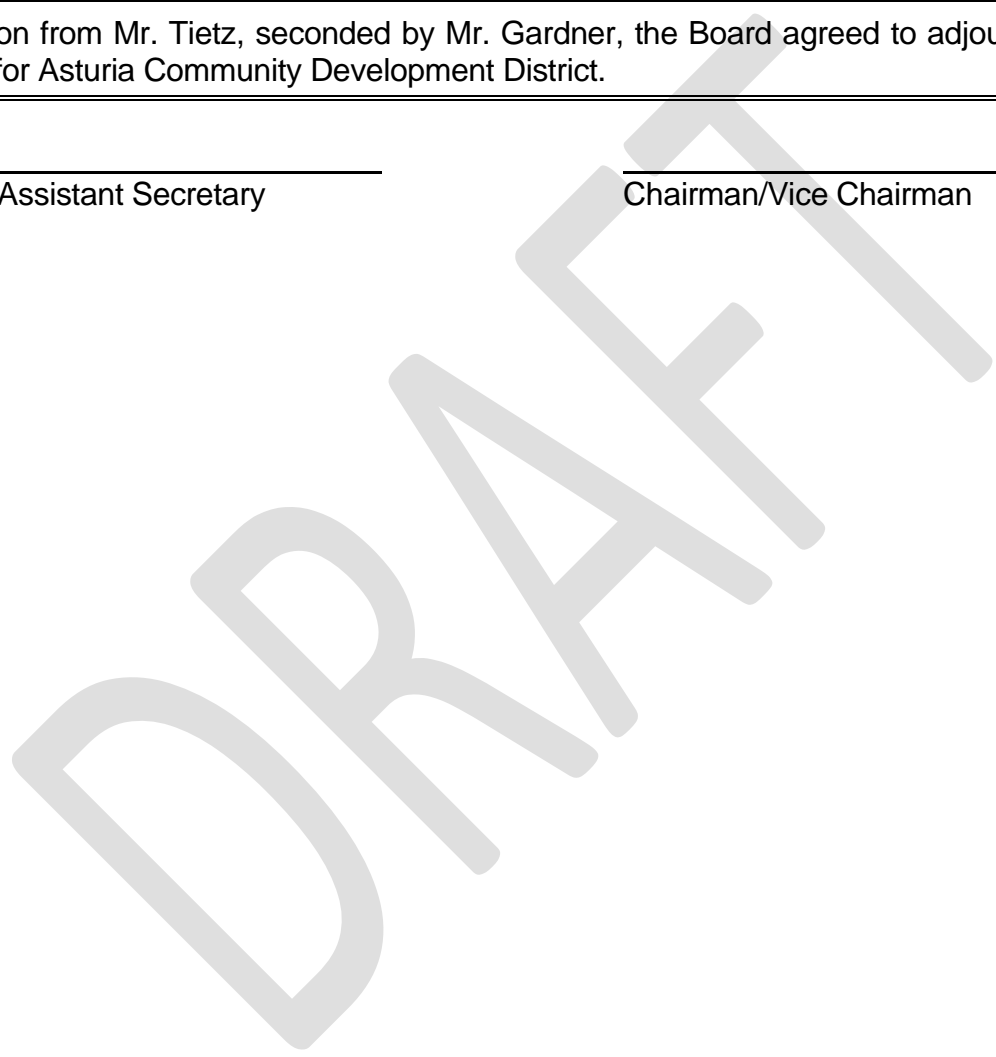 on from Mr. Tietz, seconded by Mr. Gardner, the Board agreed to adjou
for Asturia Community Development District.
Assistant Secretary
Chairman/Vice Chairman
DRAFT